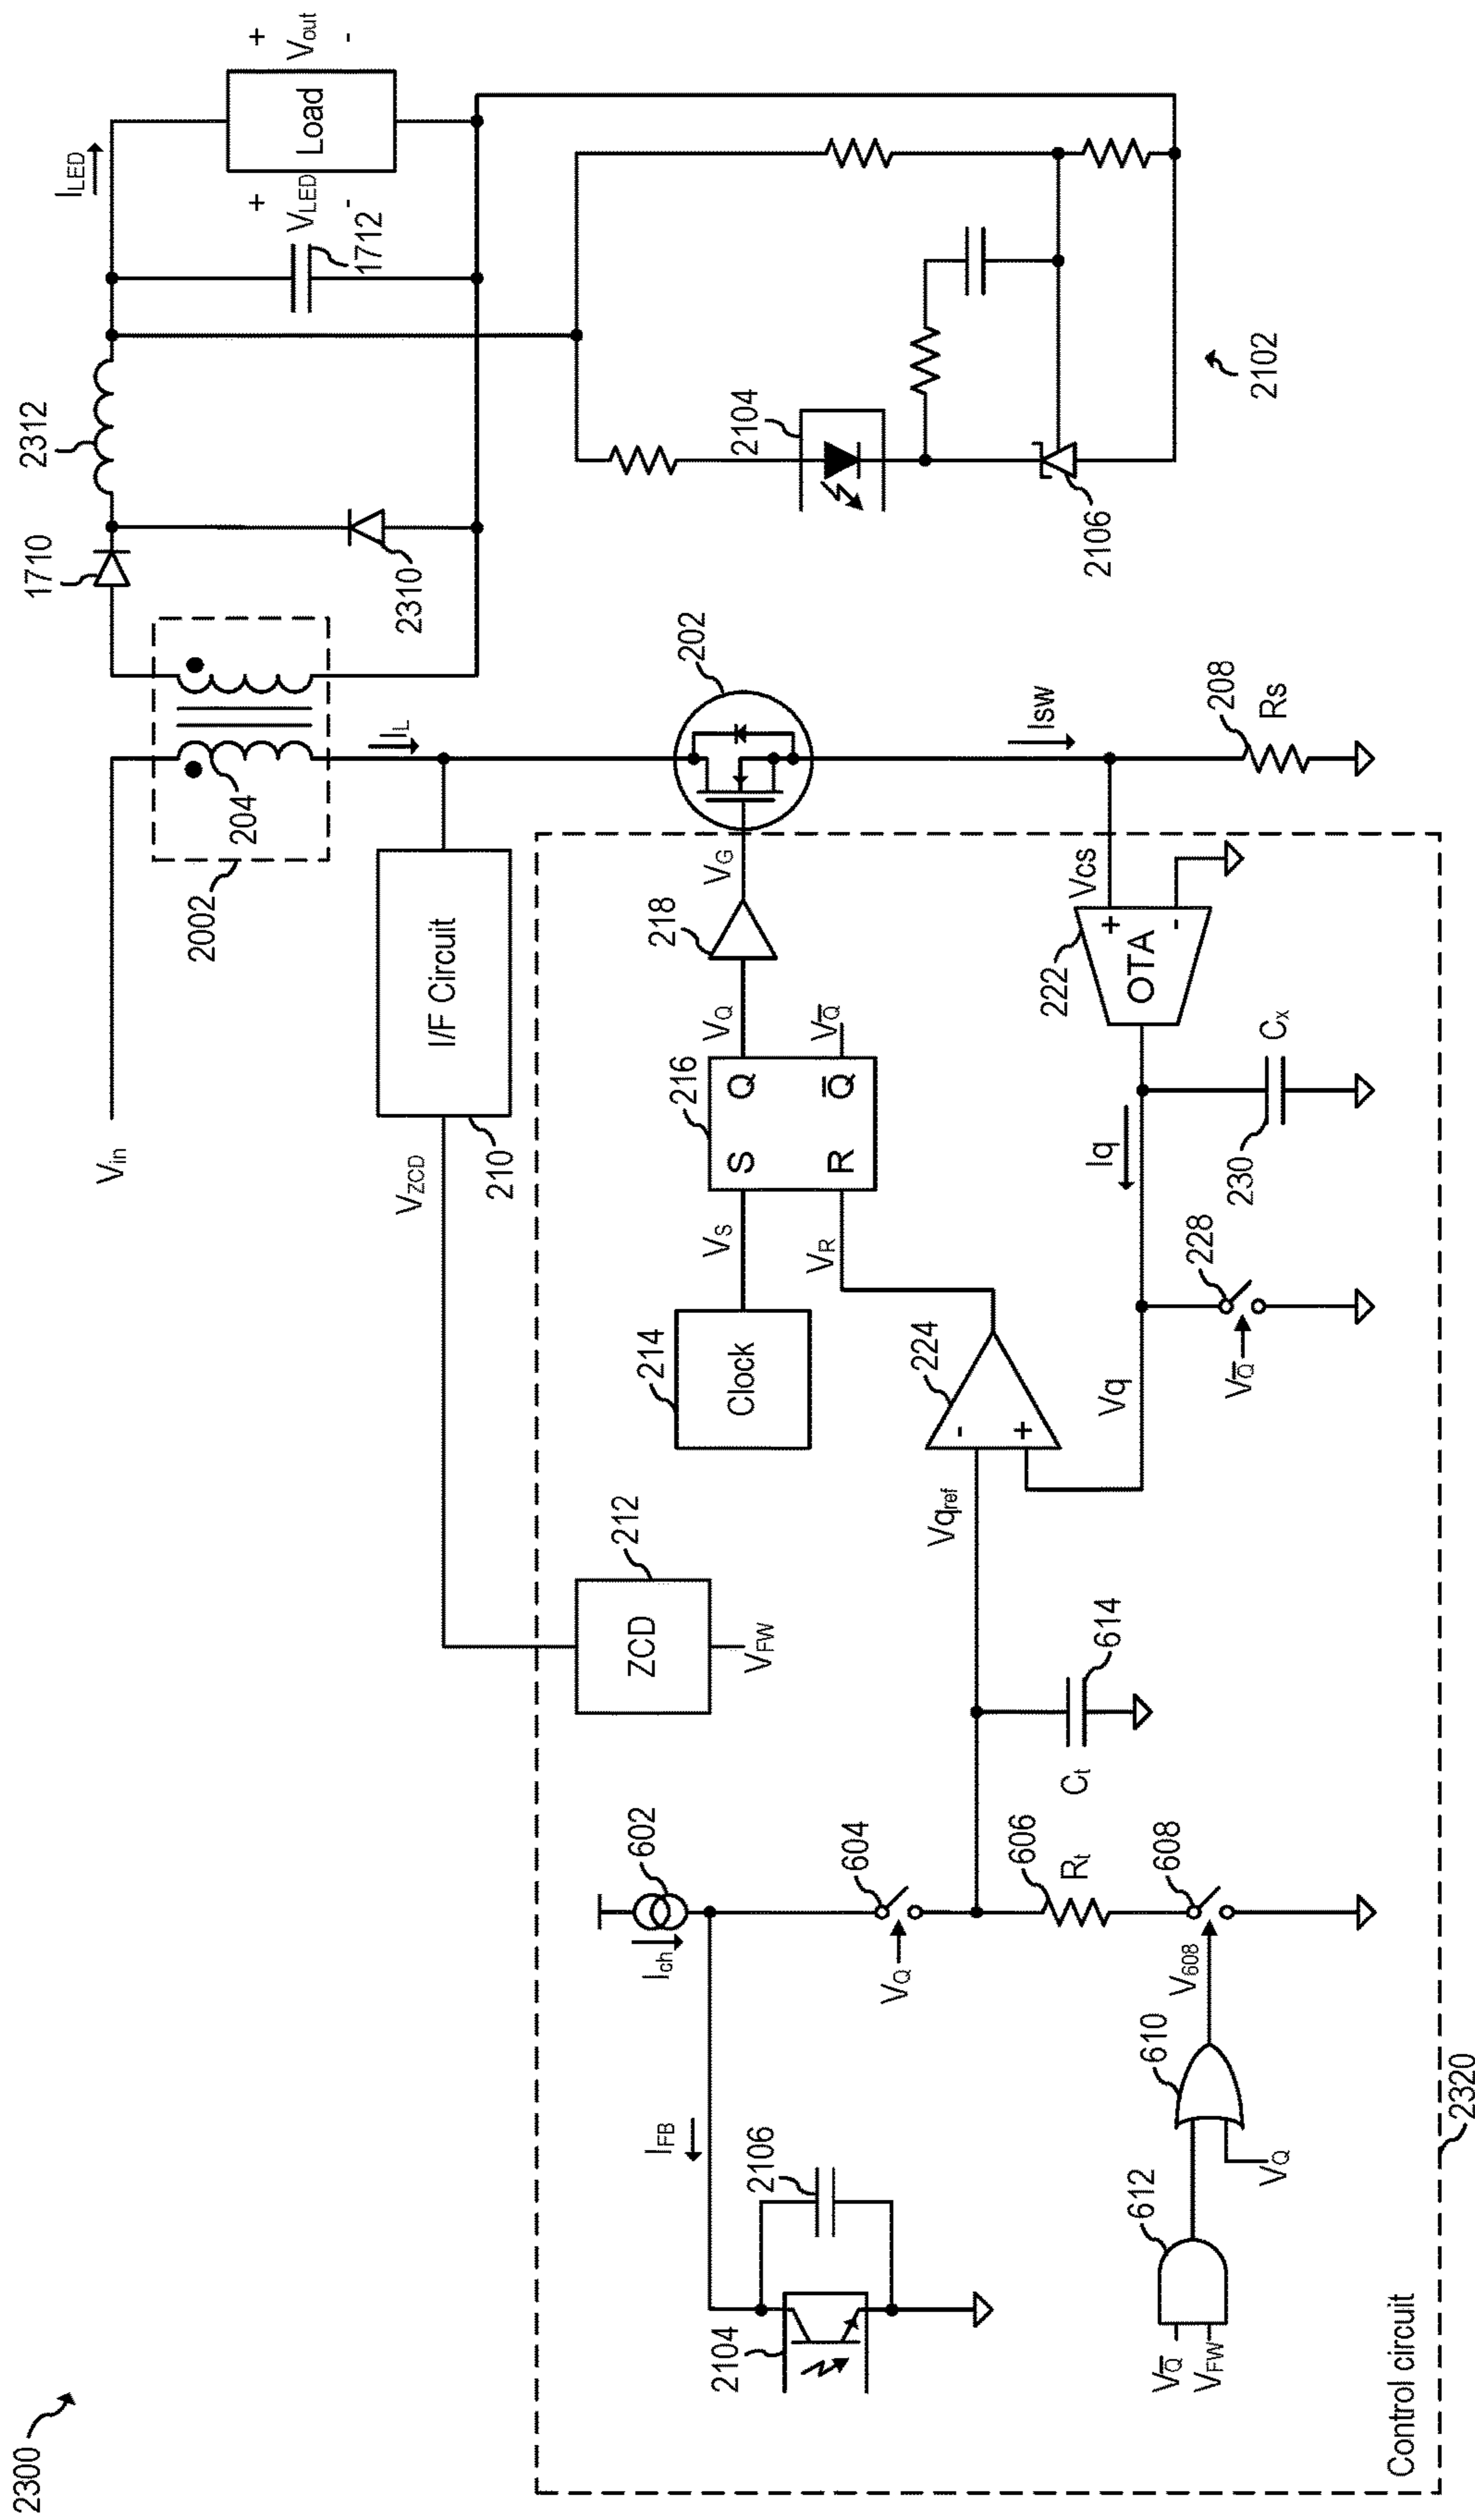 2300
Vin
2002
204
1710
2312
ILED
2310
+ VLED -
1712
Load
+ Vout -
IL
I/F Circuit
210
VZCD
202
2104
2106
2102
ZCD
212
VFW
Clock
214
VS
216
S Q
R Q̅
VQ
VQ̅
218
VG
VR
Isw
208
Rs
Vcs
222
+ OTA -
Iq
230
Cx
228
VQ̅
Vq
224
- +
Vqref
614
Ct
602
Ich
IFB
604
VQ
606
Rt
608
V608
610
VQ
612
VQ̅
VFW
2104
2106
Control circuit
2320